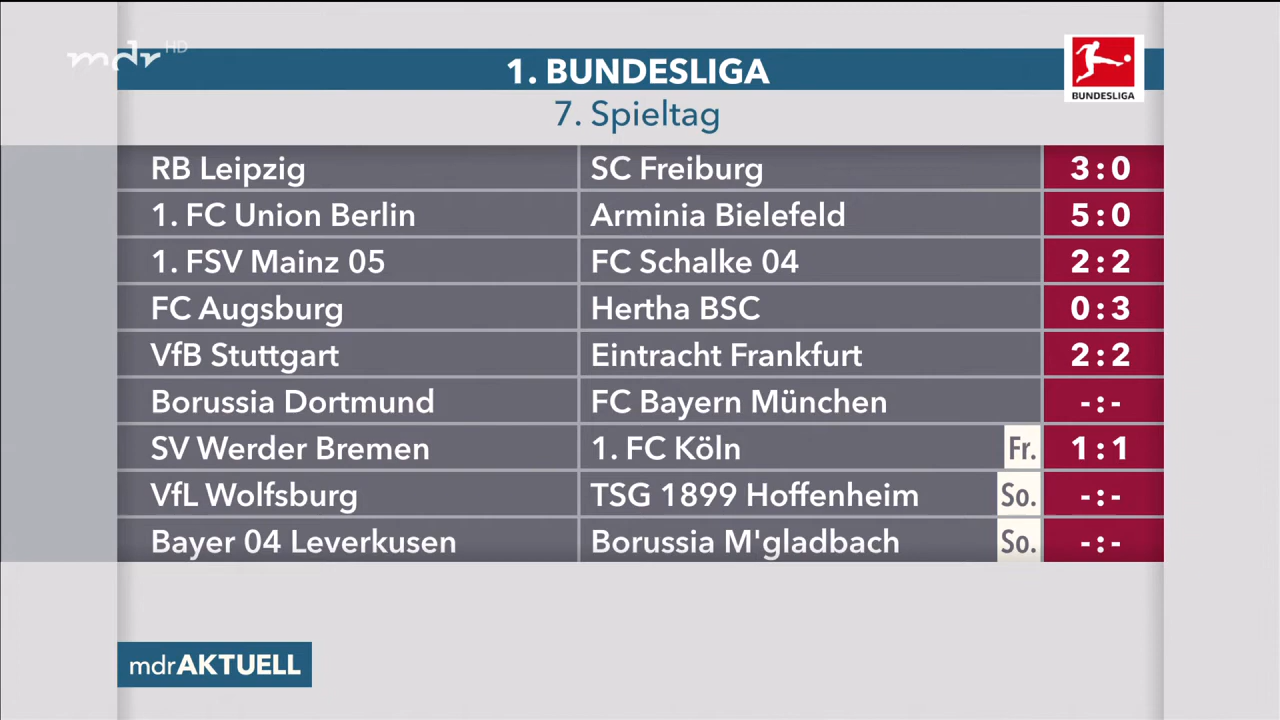 mdr HD
1. BUNDESLIGA
BUNDESLIGA
7. Spieltag
RB Leipzig SC Freiburg 3:0
1. FC Union Berlin Arminia Bielefeld 5:0
1. FSV Mainz 05 FC Schalke 04 2:2
FC Augsburg Hertha BSC 0:3
VfB Stuttgart Eintracht Frankfurt 2:2
Borussia Dortmund FC Bayern München -:-
SV Werder Bremen 1. FC Köln Fr. 1:1
VfL Wolfsburg TSG 1899 Hoffenheim So. -:-
Bayer 04 Leverkusen Borussia M'gladbach So. -:-
mdrAKTUELL